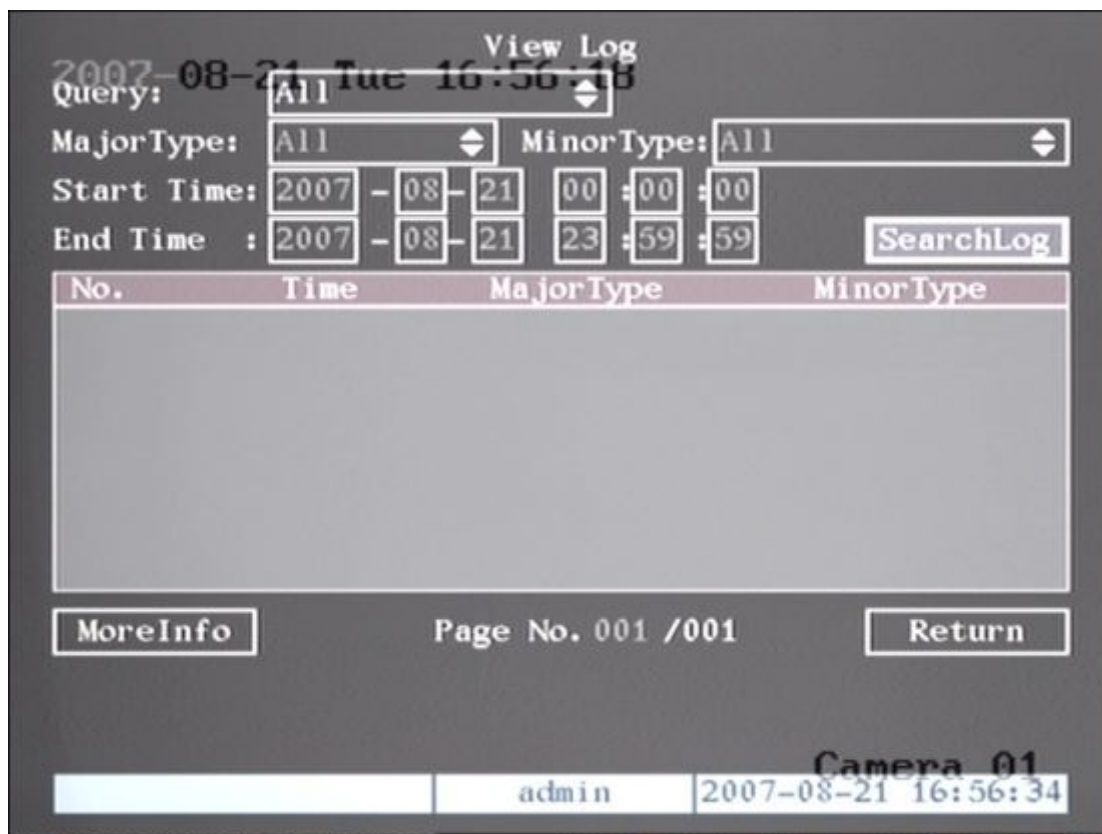 View Log
2007-08-21 Tue 16:56:18
Query: All
MajorType: All MinorType: All
Start Time: 2007 - 08 - 21 00 :00 :00
End Time : 2007 - 08 - 21 23 :59 :59 SearchLog
No. Time MajorType MinorType
MoreInfo Page No. 001 /001 Return
Camera 01
admin 2007-08-21 16:56:34